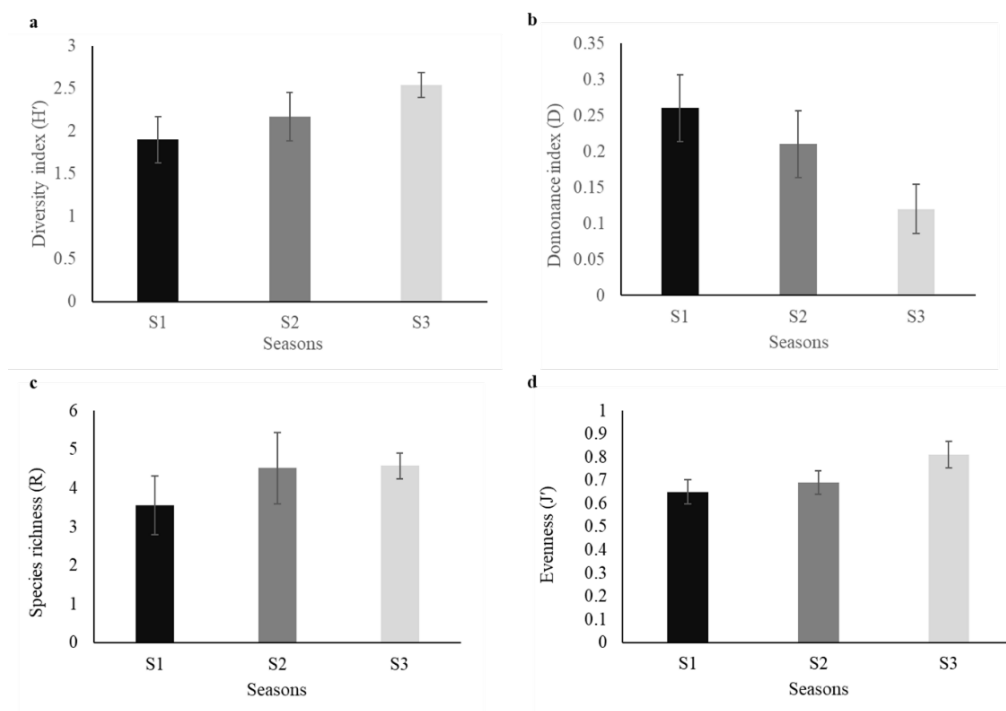 a
Diversity index (H')
3
2.5
2
1.5
1
0.5
0
S1 S2 S3
Seasons
b
Domonance index (D)
0.35
0.3
0.25
0.2
0.15
0.1
0.05
0
S1 S2 S3
Seasons
c
Species richness (R)
6
5
4
3
2
1
0
S1 S2 S3
Seasons
d
Evenness (J')
1
0.9
0.8
0.7
0.6
0.5
0.4
0.3
0.2
0.1
0
S1 S2 S3
Seasons